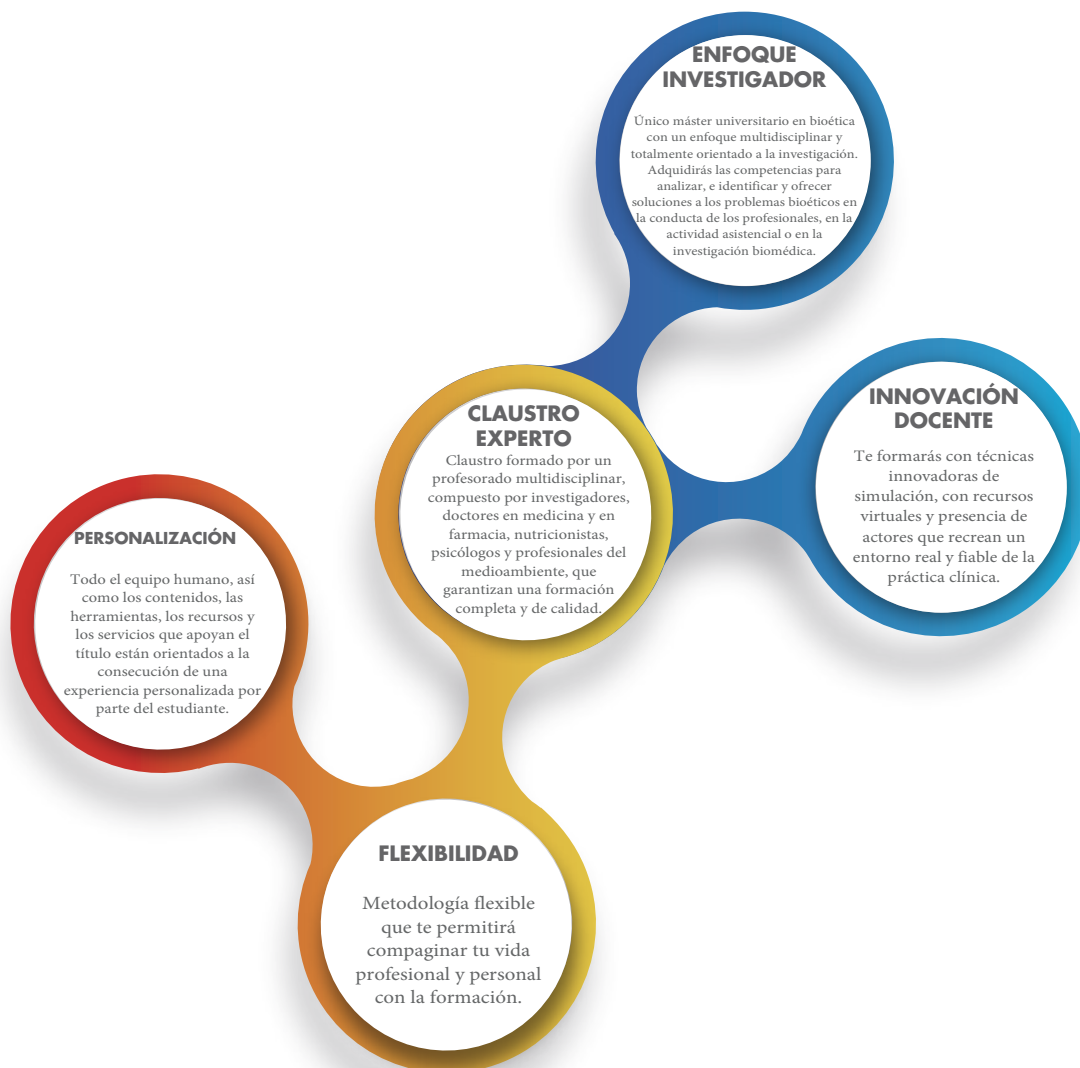 ENFOQUE
INVESTIGADOR
Único máster universitario en bioética
con un enfoque multidisciplinar y
totalmente orientado a la investigación.
Adquidirás las competencias para
analizar, e identificar y ofrecer
soluciones a los problemas bioéticos en
la conducta de los profesionales, en la
actividad asistencial o en la
investigación biomédica.
INNOVACIÓN
DOCENTE
Te formarás con técnicas
innovadoras de
simulación, con recursos
virtuales y presencia de
actores que recrean un
entorno real y fiable de la
práctica clínica.
CLAUSTRO
EXPERTO
Claustro formado por un
profesorado multidisciplinar,
compuesto por investigadores,
doctores en medicina y en
farmacia, nutricionistas,
psicólogos y profesionales del
medioambiente, que
garantizan una formación
completa y de calidad.
PERSONALIZACIÓN
Todo el equipo humano, así
como los contenidos, las
herramientas, los recursos y
los servicios que apoyan el
título están orientados a la
consecución de una
experiencia personalizada por
parte del estudiante.
FLEXIBILIDAD
Metodología flexible
que te permitirá
compaginar tu vida
profesional y personal
con la formación.